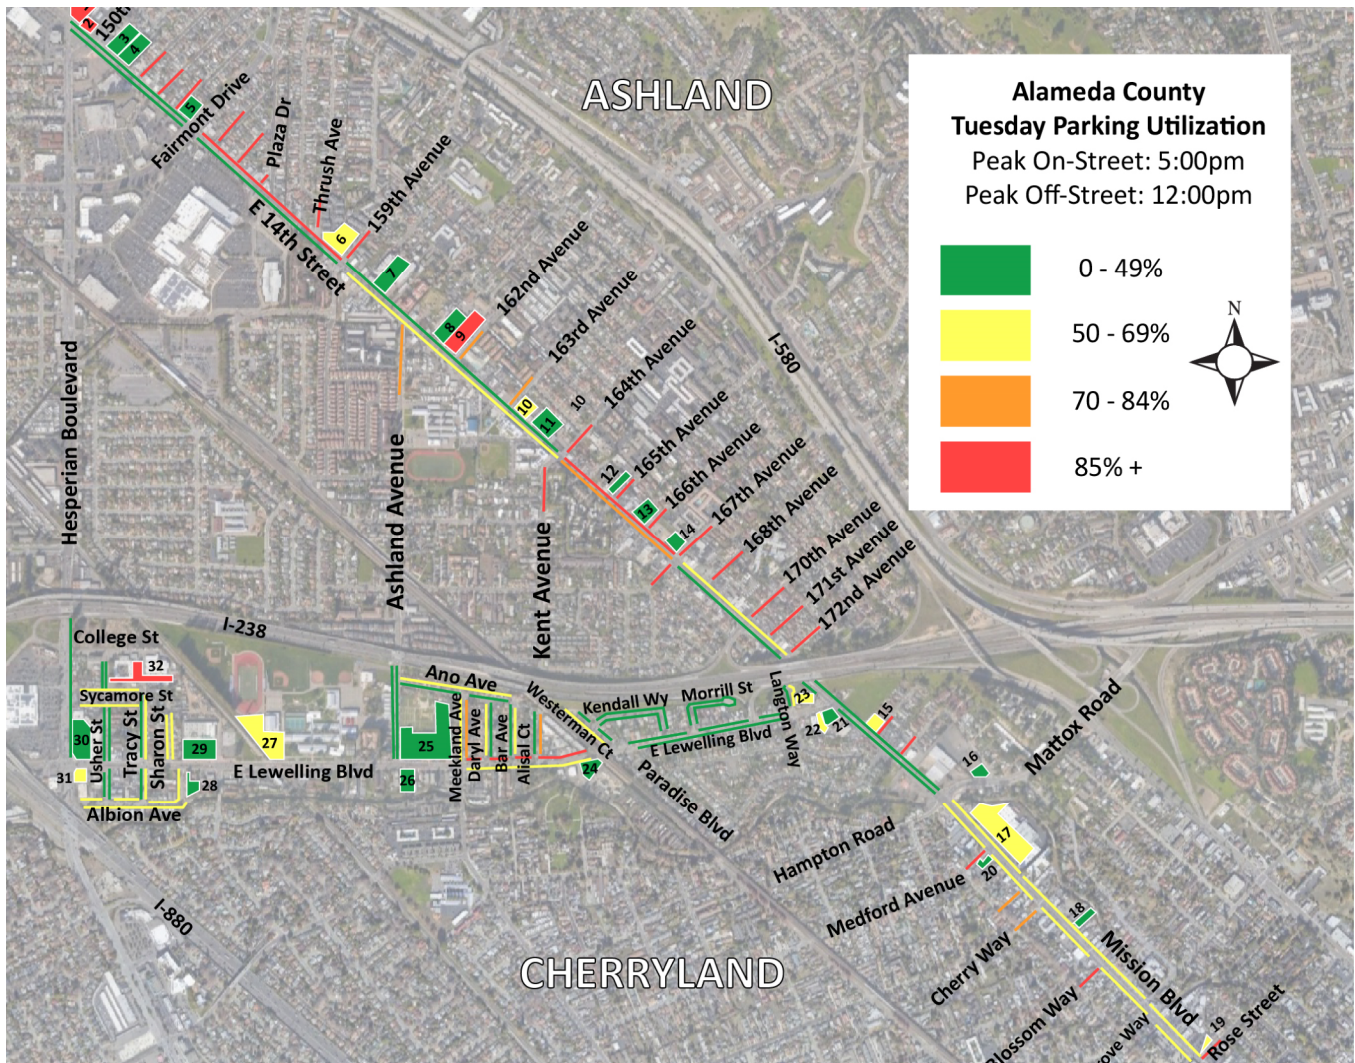 Alameda County
Tuesday Parking Utilization
Peak On-Street: 5:00pm
Peak Off-Street: 12:00pm
0 - 49%
50 - 69%
70 - 84%
85% +
N
ASHLAND
CHERRYLAND
2
3
4
5
Fairmont Drive
Plaza Dr
Thrush Ave
6
159th Avenue
E 14th Street
7
8
9
162nd Avenue
163rd Avenue
10
11
10
164th Avenue
12
165th Avenue
13
166th Avenue
14
167th Avenue
168th Avenue
170th Avenue
171st Avenue
172nd Avenue
I-580
Hesperian Boulevard
Ashland Avenue
Kent Avenue
I-238
College St
32
Sycamore St
30
Usher St
Tracy St
Sharon St
29
27
31
28
E Lewelling Blvd
Albion Ave
Ano Ave
25
26
Meekland Ave
Daryl Ave
Bar Ave
Alisal Ct
Westerman Ct
24
Kendall Wy
Morrill St
E Lewelling Blvd
Langton Way
23
22
21
15
Paradise Blvd
16
Mattox Road
17
Hampton Road
20
Medford Avenue
18
Cherry Way
Mission Blvd
Blossom Way
19
Rose Street
I-880